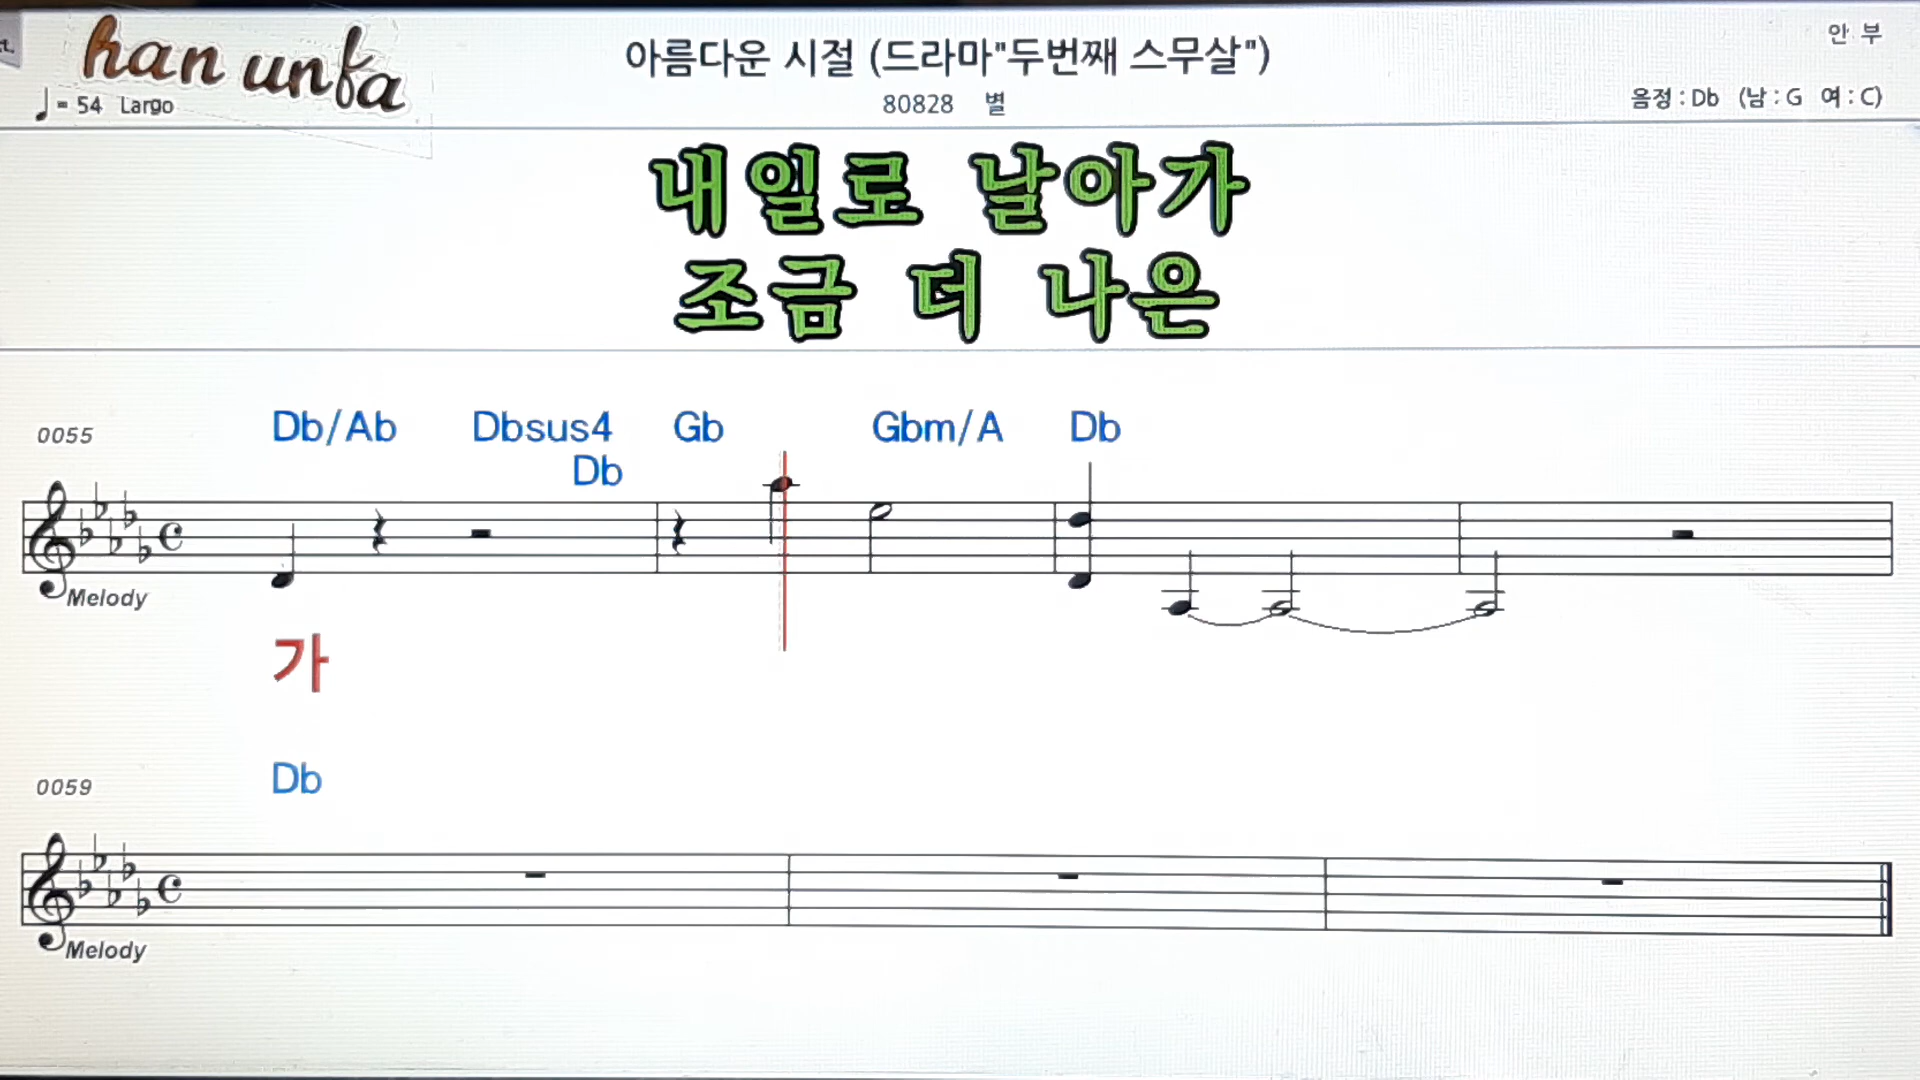 han unfa
아름다운 시절 (드라마"두번째 스무살")
안 부
♩= 54 Largo
80828 별
음정 : Db (남 : G 여 : C)
내일로 날아가
조금 더 나은
0055
Db/Ab Dbsus4 Gb Gbm/A Db
Db
Melody
가
0059
Db
Melody